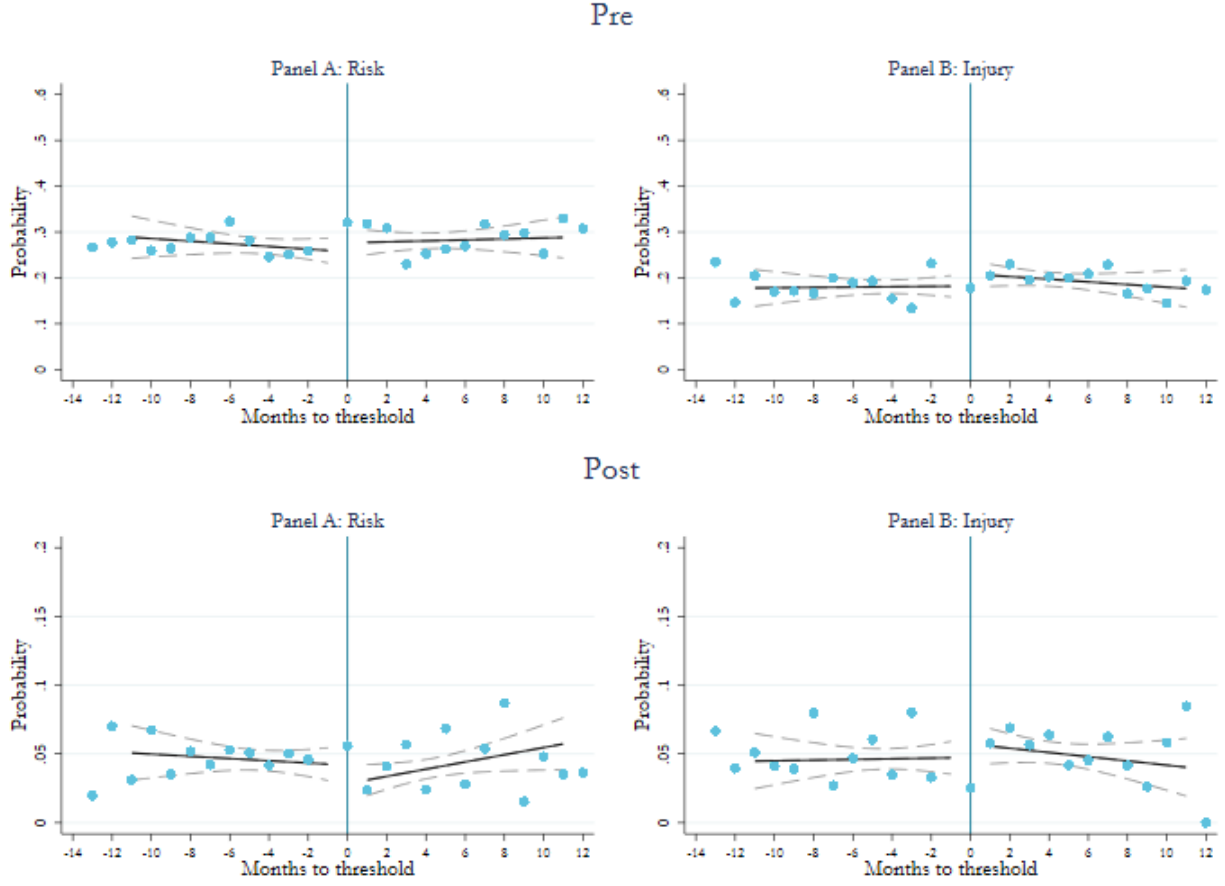 Pre
Panel A: Risk
Panel B: Injury
Probability
0 .1 .2 .3 .4 .5 .6
-14 -12 -10 -8 -6 -4 -2 0 2 4 6 8 10 12
Months to threshold
Probability
0 .1 .2 .3 .4 .5 .6
-14 -12 -10 -8 -6 -4 -2 0 2 4 6 8 10 12
Months to threshold
Post
Panel A: Risk
Panel B: Injury
Probability
0 .05 .1 .15 .2
-14 -12 -10 -8 -6 -4 -2 0 2 4 6 8 10 12
Months to threshold
Probability
0 .05 .1 .15 .2
-14 -12 -10 -8 -6 -4 -2 0 2 4 6 8 10 12
Months to threshold